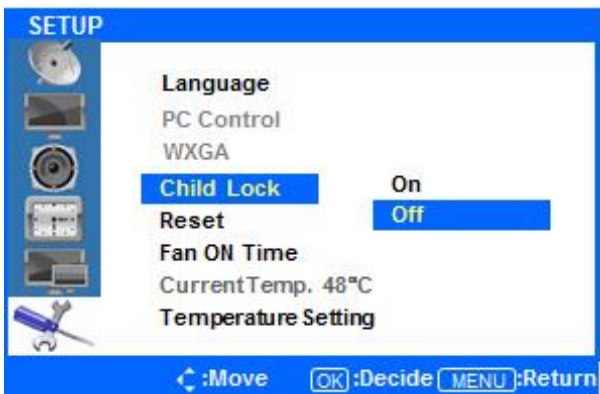 SETUP
Language
PC Control
WXGA
Child Lock On
Reset Off
Fan ON Time
CurrentTemp. 48°C
Temperature Setting
:Move OK:Decide MENU:Return